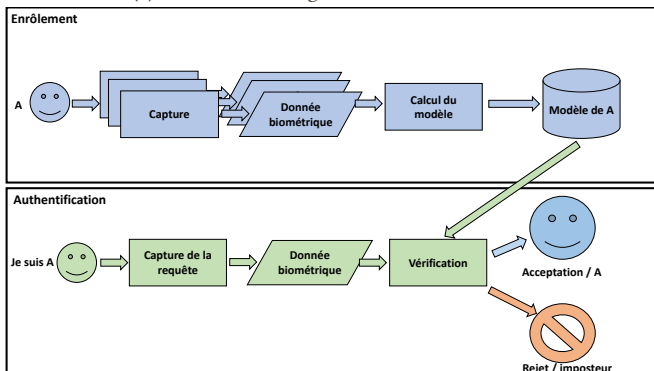 Enrôlement
A
Capture
Donnée
biométrique
Calcul du
modèle
Modèle de A
Authentification
Je suis A
Capture de la
requête
Donnée
biométrique
Vérification
Acceptation / A
Rejet / imposteur